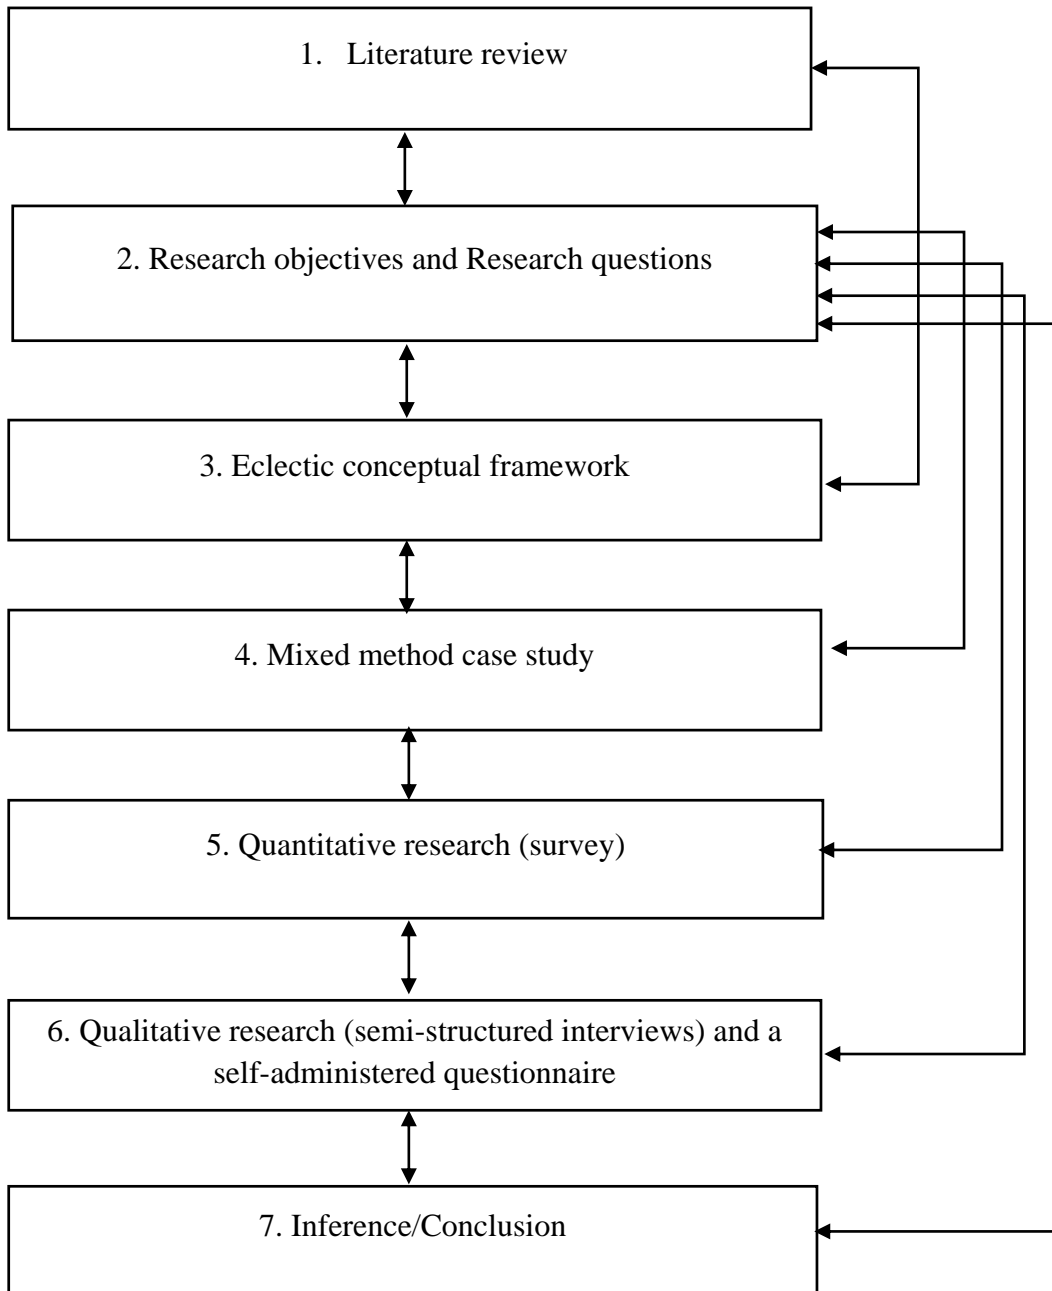 1. Literature review
2. Research objectives and Research questions
3. Eclectic conceptual framework
4. Mixed method case study
5. Quantitative research (survey)
6. Qualitative research (semi-structured interviews) and a
self-administered questionnaire
7. Inference/Conclusion